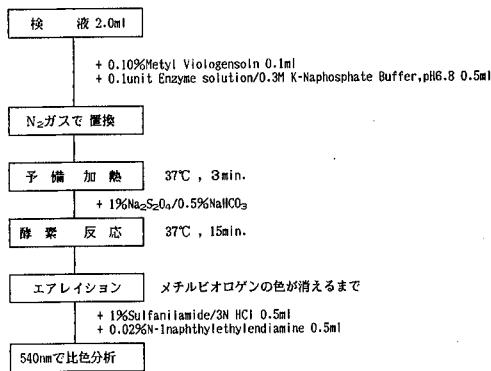 検 液 2.0ml
+ 0.10%Metyl Viologensoln 0.1ml
+ 0.1unit Enzyme solution/0.3M K-Naphosphate Buffer,pH6.8 0.5ml
N₂ガスで 置換
予 備 加 熱 37℃ , 3min.
+ 1%Na₂S₂O₄/0.5%NaHCO₃
酵 素 反 応 37℃ , 15min.
エアレイション メチルビオロゲンの色が消えるまで
+ 1%Sulfanilamide/3N HCl 0.5ml
+ 0.02%N-1naphthylethylendiamine 0.5ml
540nmで比色分析